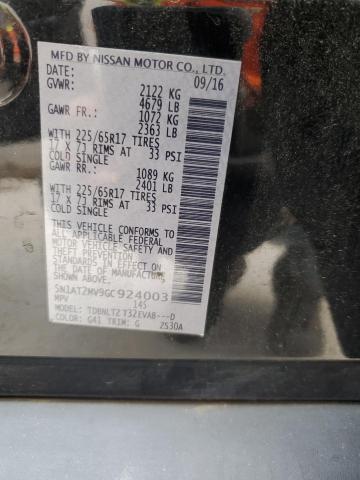 MFD BY NISSAN MOTOR CO., LTD.
09/16
GVWR: 2122 KG
4679 LB
GAWR FR: 1072 KG
2363 LB
WITH 225/65R17 TIRES
17 X 7J RIMS AT 33 PSI
COLD SINGLE
GAWR RR: 1089 KG
2401 LB
WITH 225/65R17 TIRES
17 X 7J RIMS AT 33 PSI
COLD SINGLE
THIS VEHICLE CONFORMS TO
ALL APPLICABLE FEDERAL
MOTOR VEHICLE SAFETY,
BUMPER, AND THEFT PREVENTION
STANDARDS IN EFFECT ON THE
DATE OF MANUFACTURE
SHOWN ABOVE.
5N1AT2MV9GC924003
MPV 145
MODEL:
COLOR: G41 TRIM: G 2530A